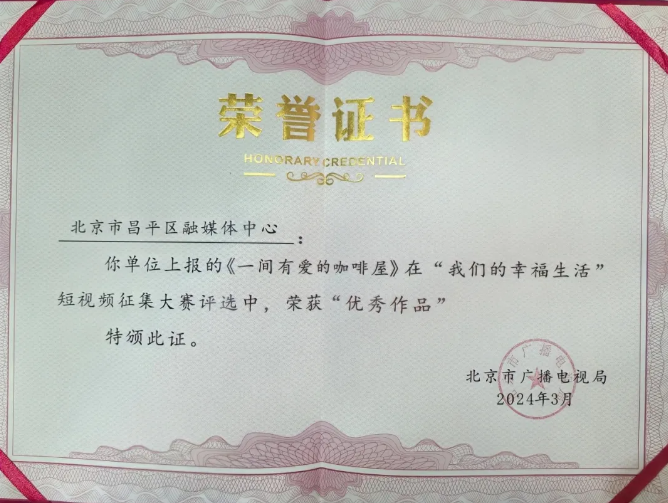 荣誉证书
HONORARY CREDENTIAL
北京市昌平区融媒体中心：
你单位上报的《一间有爱的咖啡屋》在“我们的幸福生活”
短视频征集大赛评选中，荣获“优秀作品”
特颁此证。
北京市广播电视局
2024年3月